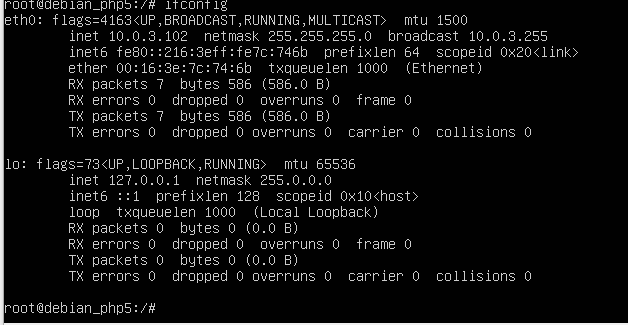 root@debian_php5:/# ifconfig
eth0: flags=4163<UP,BROADCAST,RUNNING,MULTICAST>  mtu 1500
        inet 10.0.3.102  netmask 255.255.255.0  broadcast 10.0.3.255
        inet6 fe80::216:3eff:fe7c:746b  prefixlen 64  scopeid 0x20<link>
        ether 00:16:3e:7c:74:6b  txqueuelen 1000  (Ethernet)
        RX packets 7  bytes 586 (586.0 B)
        RX errors 0  dropped 0  overruns 0  frame 0
        TX packets 7  bytes 586 (586.0 B)
        TX errors 0  dropped 0 overruns 0  carrier 0  collisions 0

lo: flags=73<UP,LOOPBACK,RUNNING>  mtu 65536
        inet 127.0.0.1  netmask 255.0.0.0
        inet6 ::1  prefixlen 128  scopeid 0x10<host>
        loop  txqueuelen 1000  (Local Loopback)
        RX packets 0  bytes 0 (0.0 B)
        RX errors 0  dropped 0  overruns 0  frame 0
        TX packets 0  bytes 0 (0.0 B)
        TX errors 0  dropped 0 overruns 0  carrier 0  collisions 0

root@debian_php5:/#